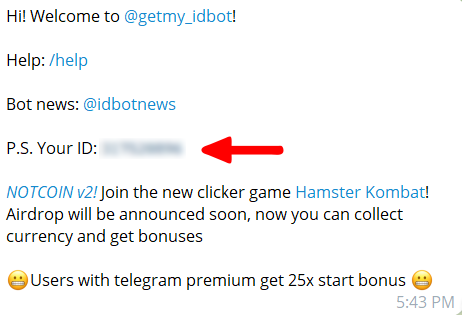 Hi! Welcome to @getmy_idbot!
Help: /help
Bot news: @idbotnews
P.S. Your ID:
NOTCOIN v2! Join the new clicker game Hamster Kombat!
Airdrop will be announced soon, now you can collect
currency and get bonuses
😬Users with telegram premium get 25x start bonus 😬
5:43 PM